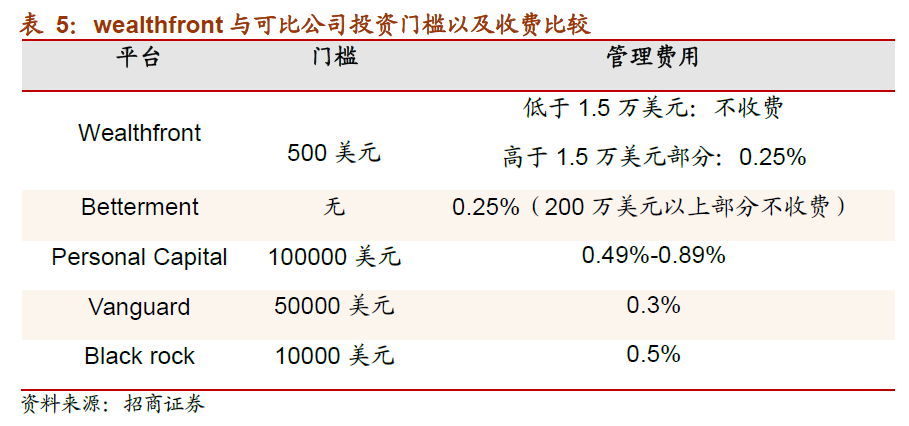 表 5：wealthfront 与可比公司投资门槛以及收费比较
平台 门槛 管理费用
低于 1.5 万美元：不收费
Wealthfront
500 美元
高于 1.5 万美元部分：0.25%
Betterment 无 0.25%（200 万美元以上部分不收费）
Personal Capital 100000 美元 0.49%-0.89%
Vanguard 50000 美元 0.3%
Black rock 10000 美元 0.5%
资料来源：招商证券